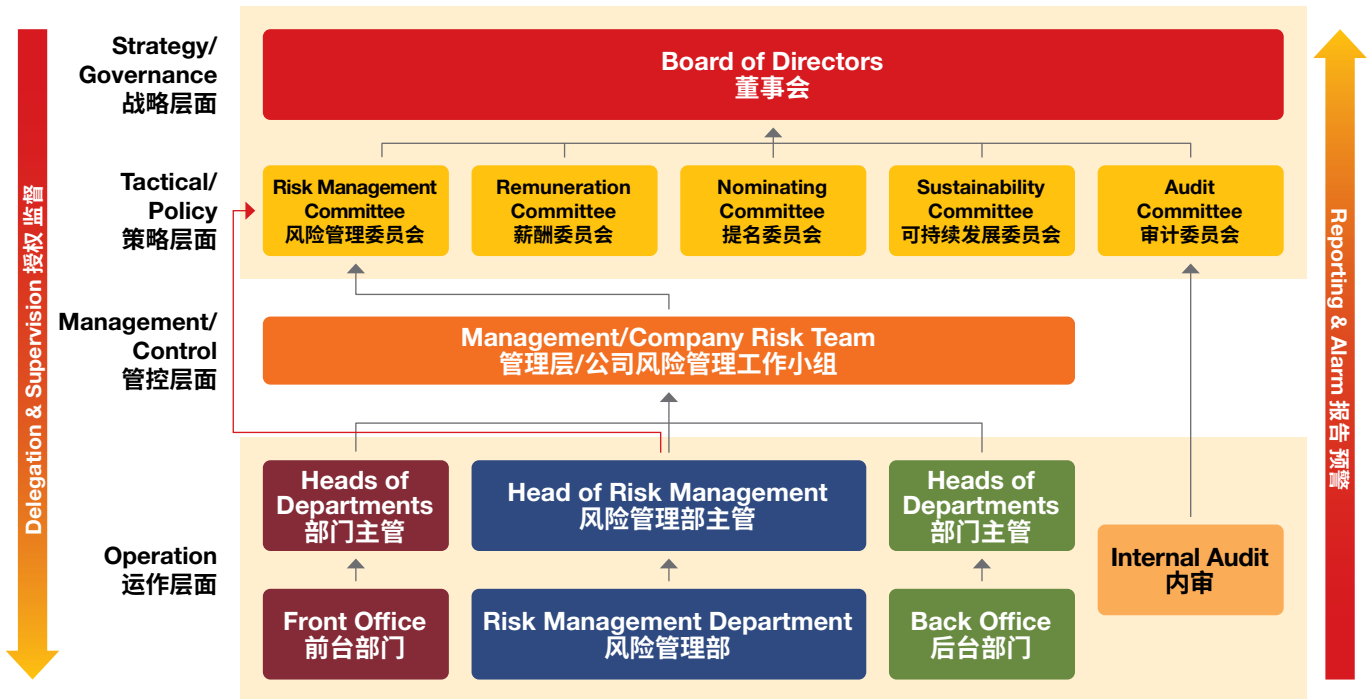 Strategy/
Governance
战略层面
Board of Directors
董事会
Tactical/
Policy
策略层面
Risk Management
Committee
风险管理委员会
Remuneration
Committee
薪酬委员会
Nominating
Committee
提名委员会
Sustainability
Committee
可持续发展委员会
Audit
Committee
审计委员会
Management/
Control
管控层面
Management/Company Risk Team
管理层/公司风险管理工作小组
Operation
运作层面
Heads of
Departments
部门主管
Head of Risk Management
风险管理部主管
Heads of
Departments
部门主管
Internal Audit
内审
Front Office
前台部门
Risk Management Department
风险管理部
Back Office
后台部门
Delegation & Supervision 授权 监督
Reporting & Alarm 报告 预警